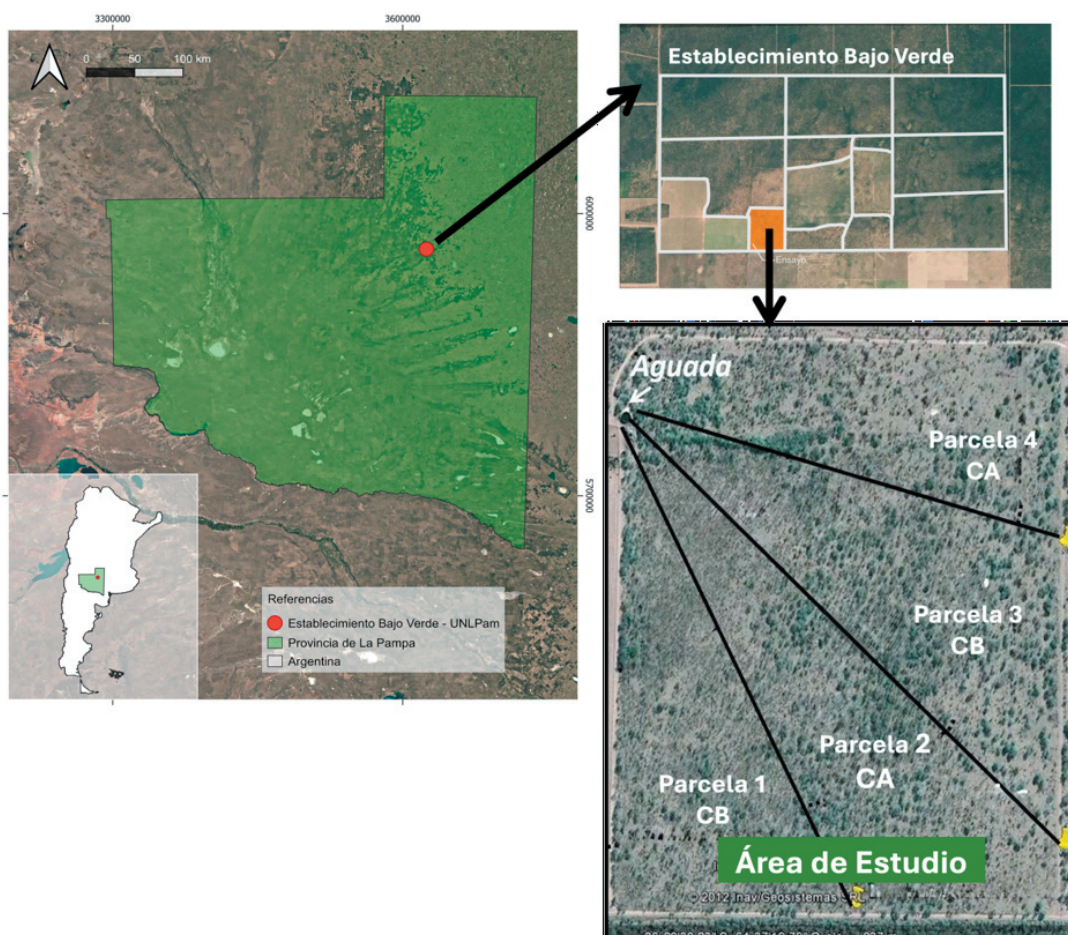 3300000
3600000
0
50
100 km
6000000
5700000
Referencias
Establecimiento Bajo Verde - UNLPam
Provincia de La Pampa
Argentina
Establecimiento Bajo Verde
Ensayo
Aguada
Parcela 4
CA
Parcela 3
CB
Parcela 2
CA
Parcela 1
CB
Área de Estudio
© 2012 Inav/Geosistemas SRL